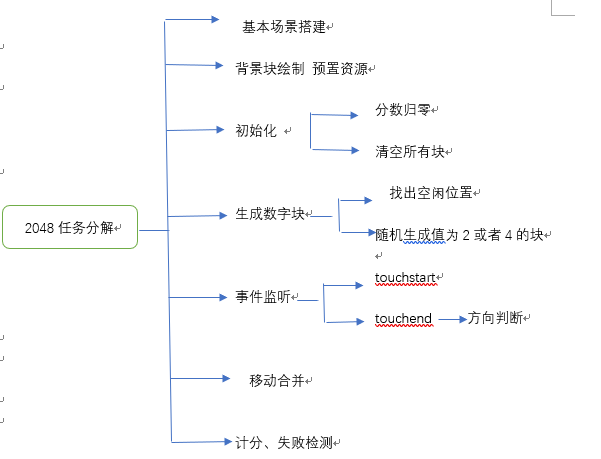 基本场景搭建
背景块绘制 预置资源
初始化
分数归零
清空所有块
2048 任务分解
生成数字块
找出空闲位置
随机生成值为 2 或者 4 的块
事件监听
touchstart
touchend
方向判断
移动合并
计分、失败检测